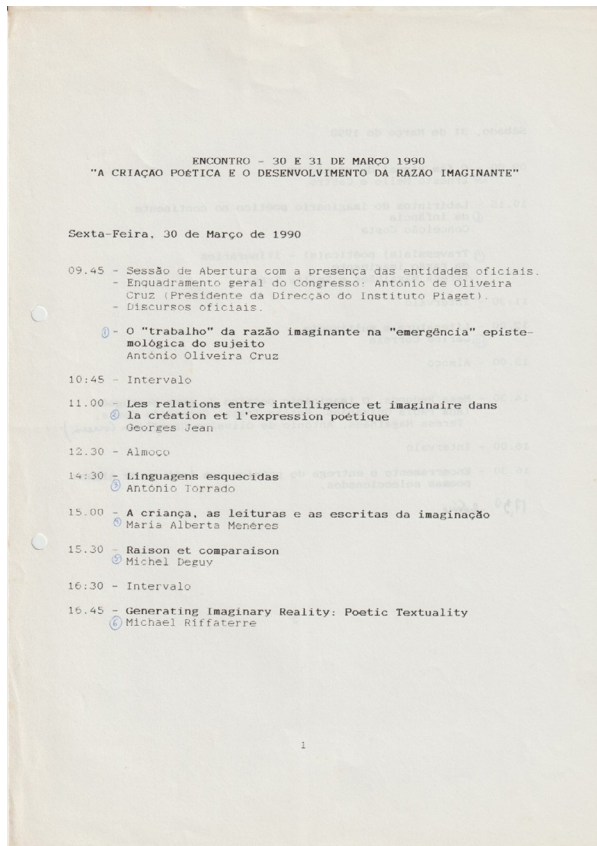 ENCONTRO - 30 E 31 DE MARÇO 1990
"A CRIAÇAO POÉTICA E O DESENVOLVIMENTO DA RAZAO IMAGINANTE"
Sexta-Feira, 30 de Março de 1990
09.45 - Sessão de Abertura com a presença das entidades oficiais.
- Enquadramento geral do Congresso: António de Oliveira
Cruz (Presidente da Direcção do Instituto Piaget).
- Discursos oficiais.
1 - O "trabalho" da razão imaginante na "emergência" episte-
mológica do sujeito
António Oliveira Cruz
10:45 - Intervalo
11.00 - Les relations entre intelligence et imaginaire dans
2 la création et l'expression poétique
Georges Jean
12.30 - Almoço
14:30 - Linguagens esquecidas
3 António Torrado
15.00 - A criança, as leituras e as escritas da imaginação
4 Maria Alberta Menéres
15.30 - Raison et comparaison
5 Michel Deguy
16:30 - Intervalo
16.45 - Generating Imaginary Reality: Poetic Textuality
6 Michael Riffaterre
1